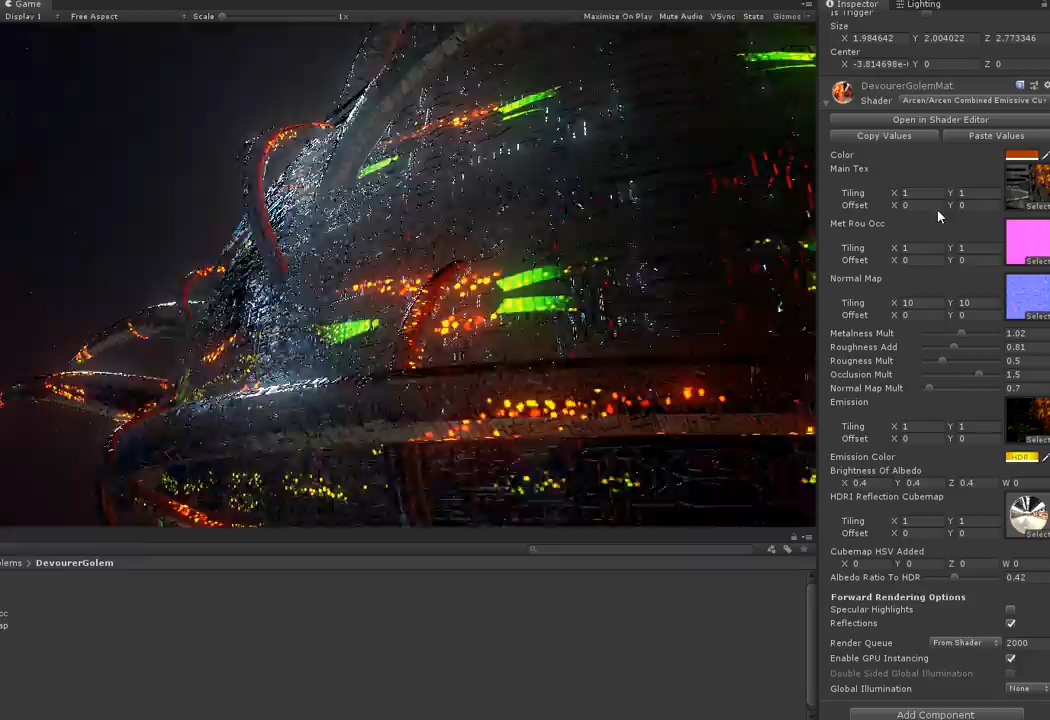 Game
Display 1 Free Aspect Scale 1x Maximize On Play Mute Audio VSync Stats Gizmos
olems > DevourerGolem
cc
ap
Inspector Lighting
Is Trigger
Size
X 1.984642 Y 2.004022 Z 2.773346
Center
X -3.814698e- Y 0 Z 0
DevourerGolemMat
Shader Arcen/Arcen Combined Emissive Cu
Open in Shader Editor
Copy Values Paste Values
Color
Main Tex
Tiling X 1 Y 1
Offset X 0 Y 0 Select
Met Rou Occ
Tiling X 1 Y 1
Offset X 0 Y 0 Select
Normal Map
Tiling X 10 Y 10
Offset X 0 Y 0 Select
Metalness Mult 1.02
Roughness Add 0.81
Rougness Mult 0.5
Occlusion Mult 1.5
Normal Map Mult 0.7
Emission
Tiling X 1 Y 1
Offset X 0 Y 0 Select
Emission Color HDR
Brightness Of Albedo
X 0.4 Y 0.4 Z 0.4 W 0
HDRI Reflection Cubemap
Tiling X 1 Y 1
Offset X 0 Y 0 Select
Cubemap HSV Added
X 0 Y 0 Z 0 W 0
Albedo Ratio To HDR 0.42
Forward Rendering Options
Specular Highlights
Reflections
Render Queue From Shader 2000
Enable GPU Instancing
Double Sided Global Illumination
Global Illumination None
Add Component